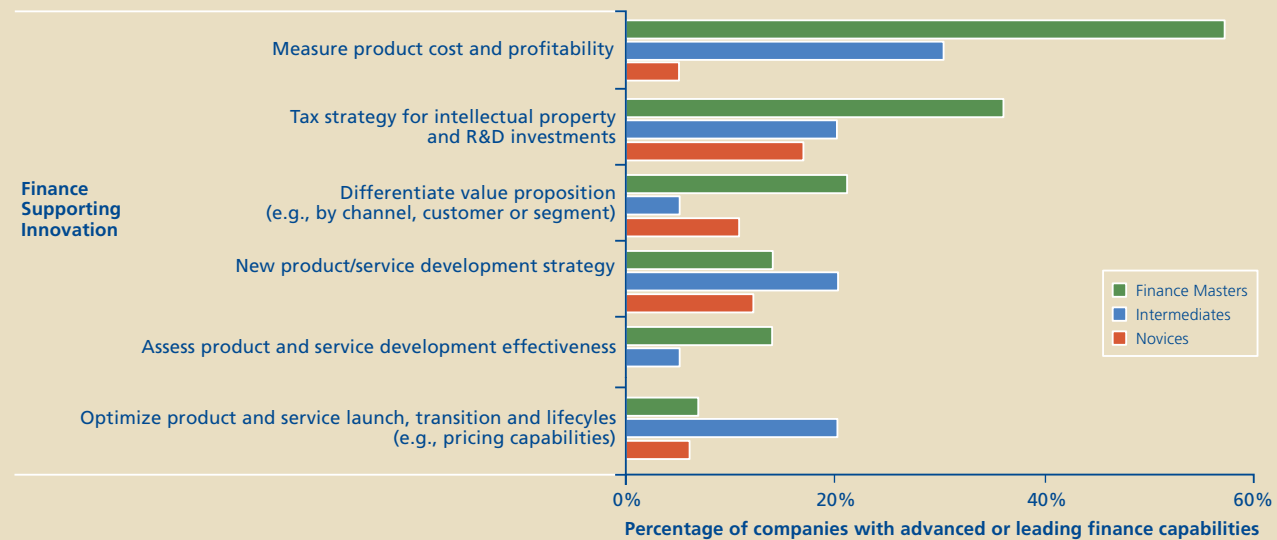 Measure product cost and profitability
Tax strategy for intellectual property
and R&D investments
Finance
Supporting
Innovation
Differentiate value proposition
(e.g., by channel, customer or segment)
New product/service development strategy
Assess product and service development effectiveness
Optimize product and service launch, transition and lifecyles
(e.g., pricing capabilities)
Finance Masters
Intermediates
Novices
0% 20% 40% 60%
Percentage of companies with advanced or leading finance capabilities